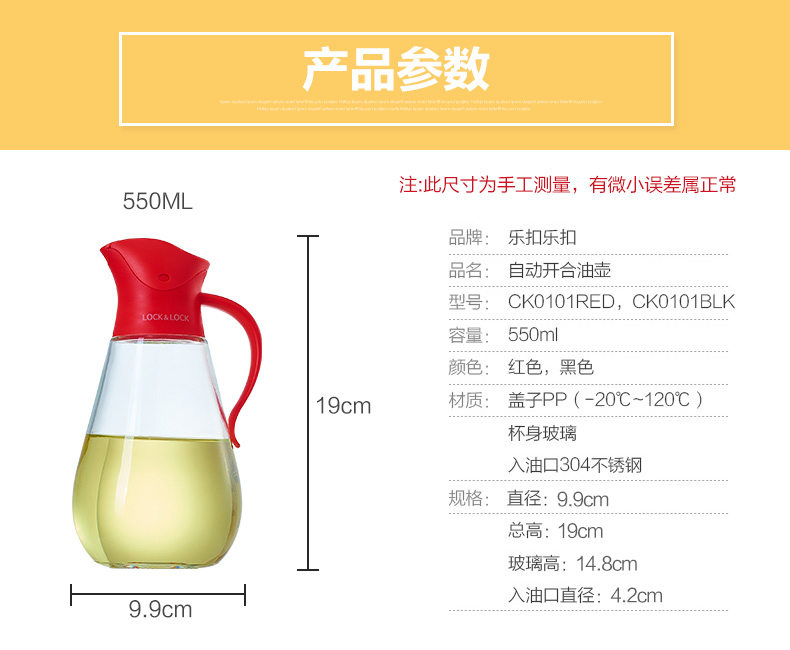 产品参数
注:此尺寸为手工测量，有微小误差属正常
550ML
LOCK&LOCK
19cm
9.9cm
品牌： 乐扣乐扣
品名： 自动开合油壶
型号： CK0101RED，CK0101BLK
容量： 550ml
颜色： 红色，黑色
材质： 盖子PP（-20℃~120℃）
杯身玻璃
入油口304不锈钢
规格： 直径：9.9cm
总高：19cm
玻璃高：14.8cm
入油口直径：4.2cm